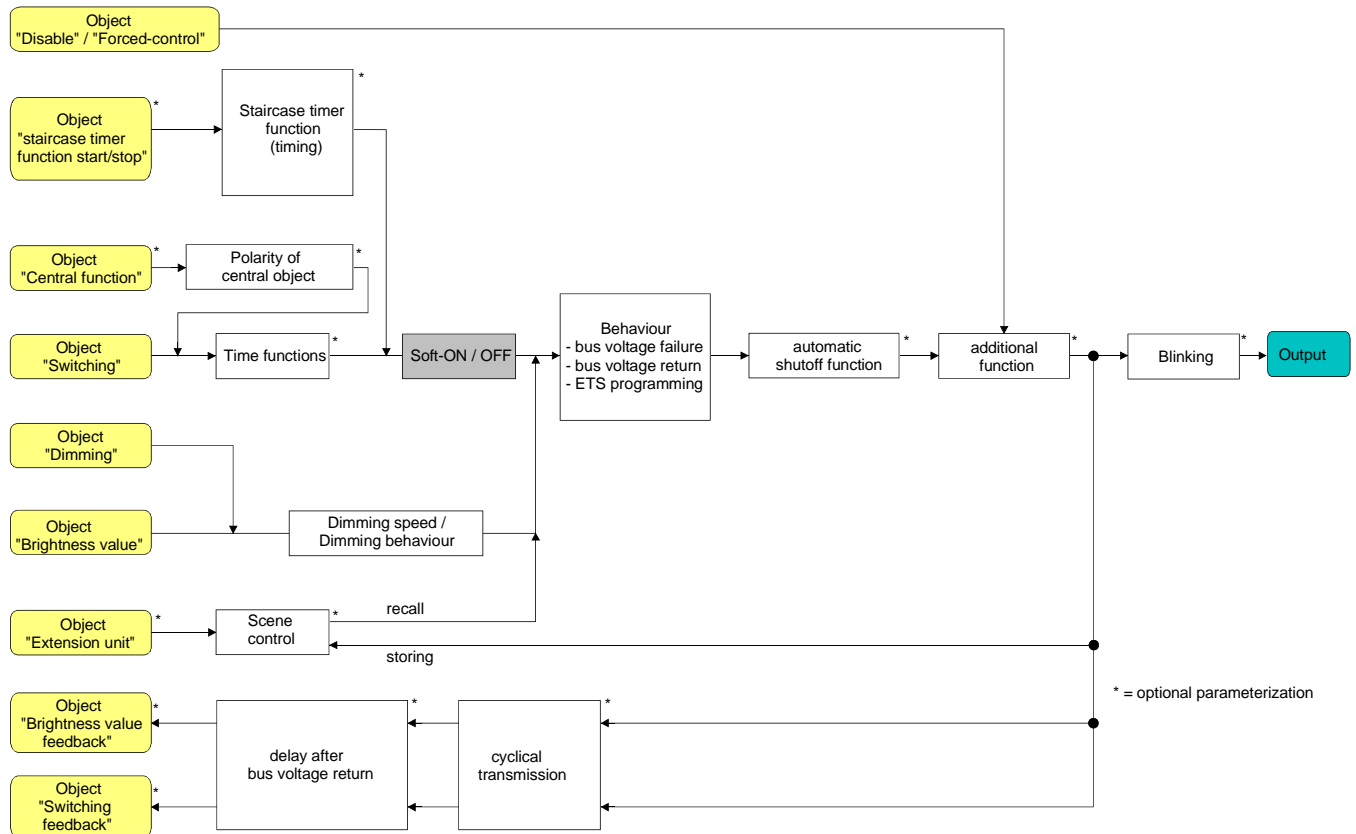 Object
"Disable" / "Forced-control"
*
Object
"staircase timer
function start/stop"
*
Staircase timer
function
(timing)
*
Object
"Central function"
*
Polarity of
central object
*
Object
"Switching"
Time functions
*
Soft-ON / OFF
Behaviour
- bus voltage failure
- bus voltage return
- ETS programming
automatic
shutoff function
*
additional
function
*
Blinking
*
Output
Object
"Dimming"
Object
"Brightness value"
Dimming speed /
Dimming behaviour
Object
"Extension unit"
*
Scene
control
*
recall
storing
* = optional parameterization
Object
"Brightness value
feedback"
*
delay after
bus voltage return
*
cyclical
transmission
*
Object
"Switching
feedback"
*